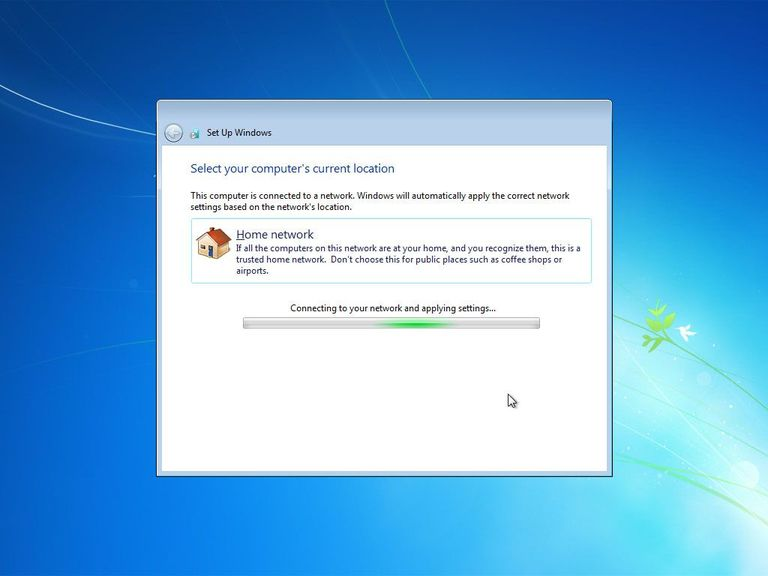 Set Up Windows
Select your computer's current location
This computer is connected to a network. Windows will automatically apply the correct network
settings based on the network's location.
Home network
If all the computers on this network are at your home, and you recognize them, this is a
trusted home network.  Don't choose this for public places such as coffee shops or
airports.
Connecting to your network and applying settings...